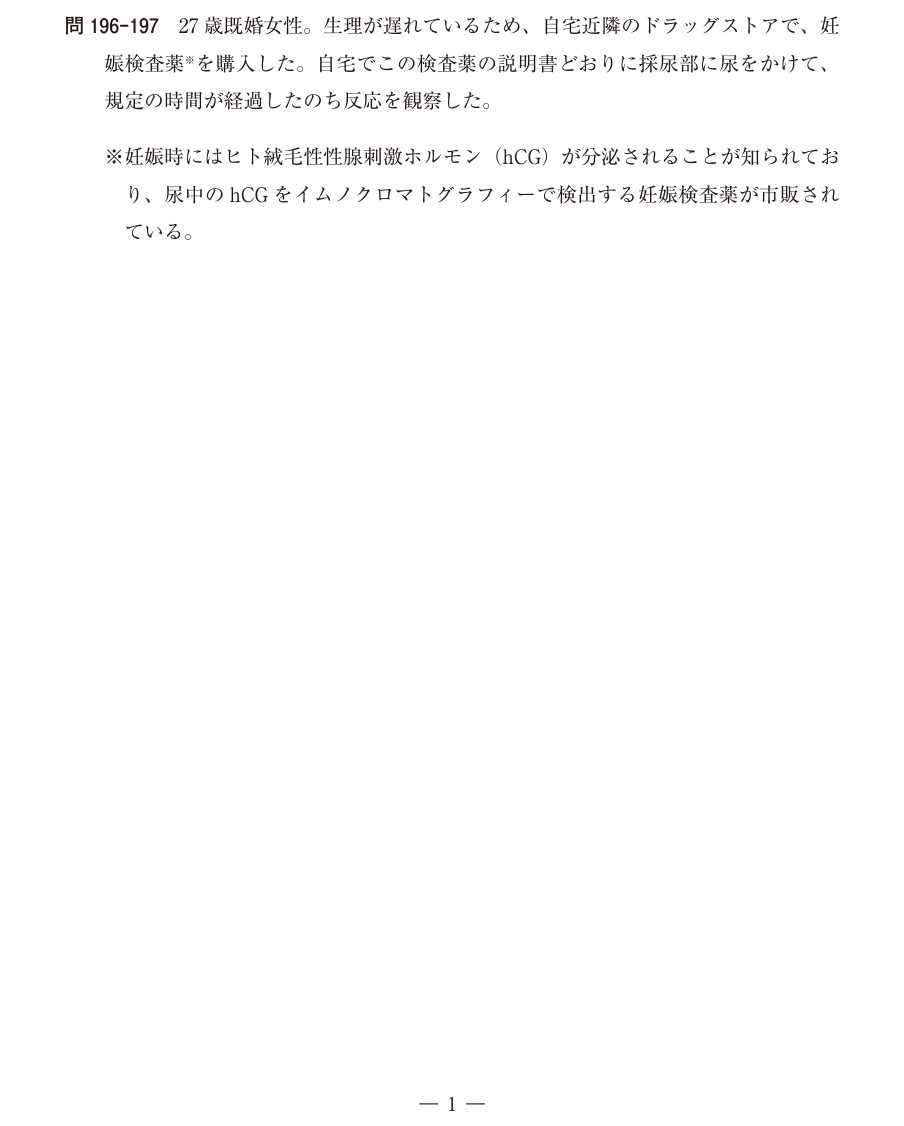 問 196-197　27 歳既婚女性。生理が遅れているため、自宅近隣のドラッグストアで、妊
娠検査薬※を購入した。自宅でこの検査薬の説明書どおりに採尿部に尿をかけて、
規定の時間が経過したのち反応を観察した。
※妊娠時にはヒト絨毛性性腺刺激ホルモン（hCG）が分泌されることが知られてお
り、尿中の hCG をイムノクロマトグラフィーで検出する妊娠検査薬が市販され
ている。
— 1 —